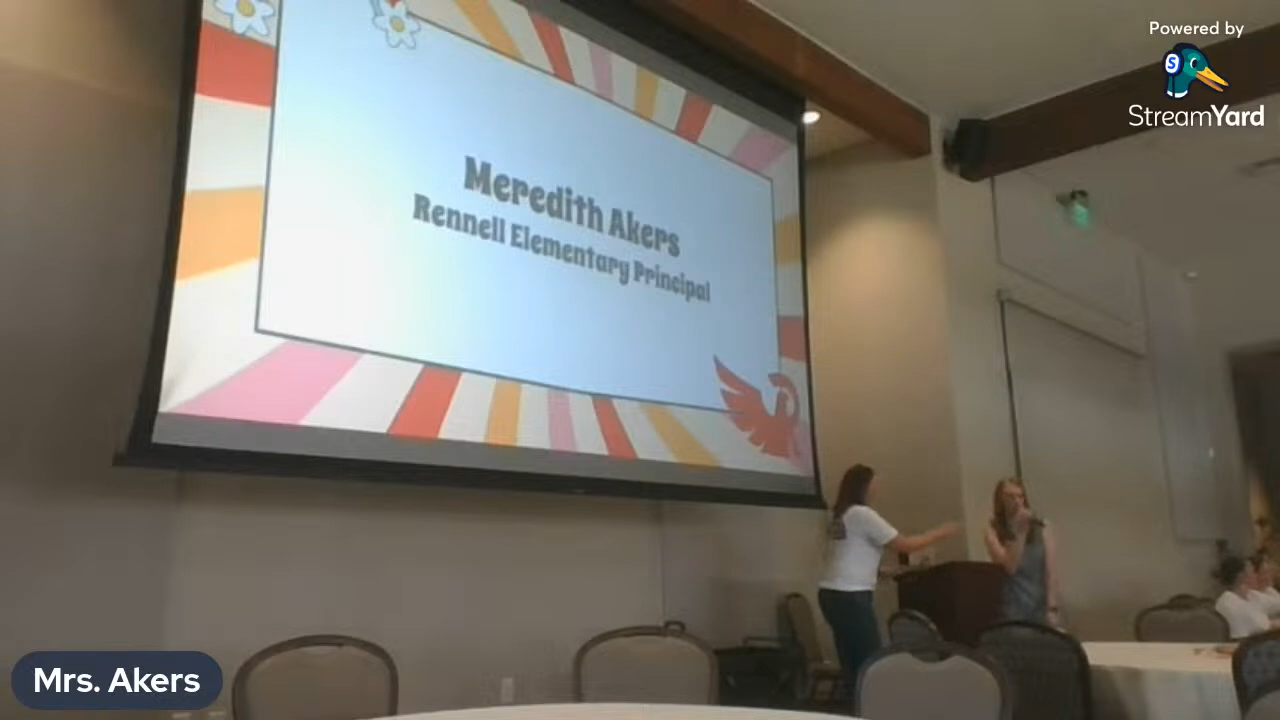 Powered by
StreamYard
Meredith Akers
Rennell Elementary Principal
Mrs. Akers